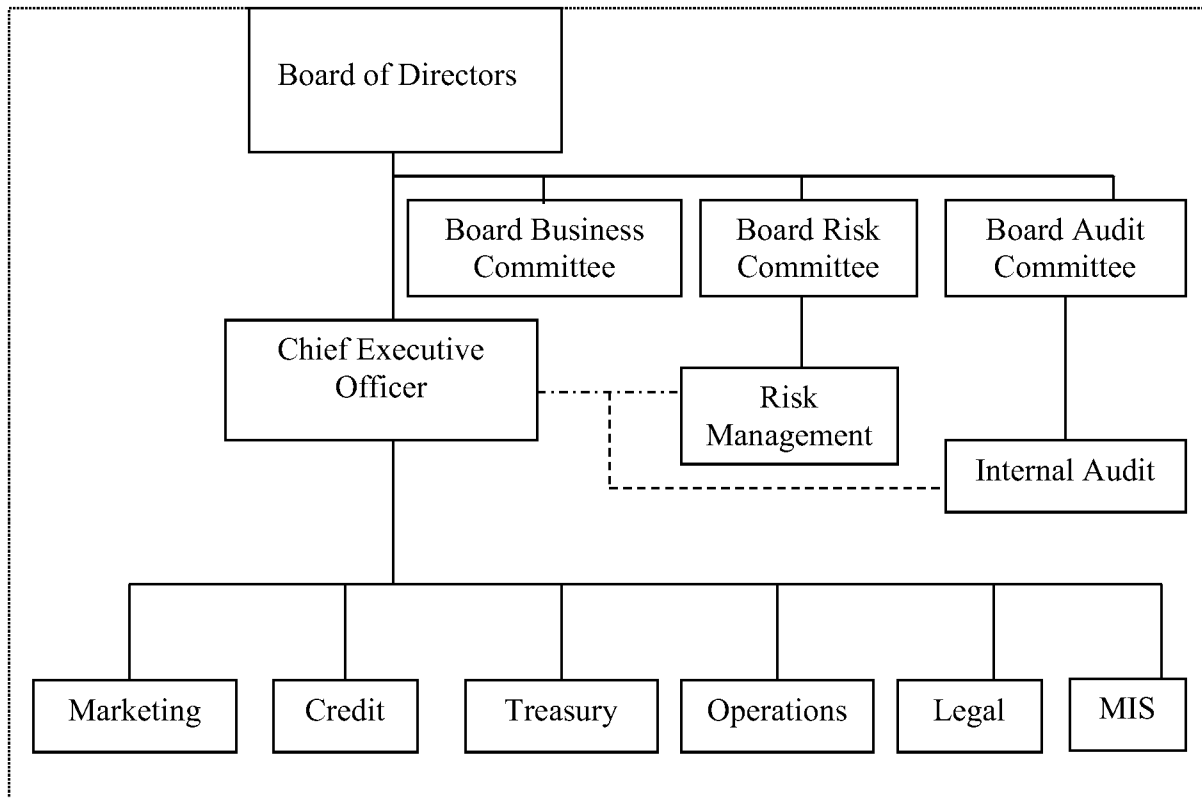 Board of Directors
Board Business
Committee
Board Risk
Committee
Board Audit
Committee
Chief Executive
Officer
Risk
Management
Internal Audit
Marketing
Credit
Treasury
Operations
Legal
MIS